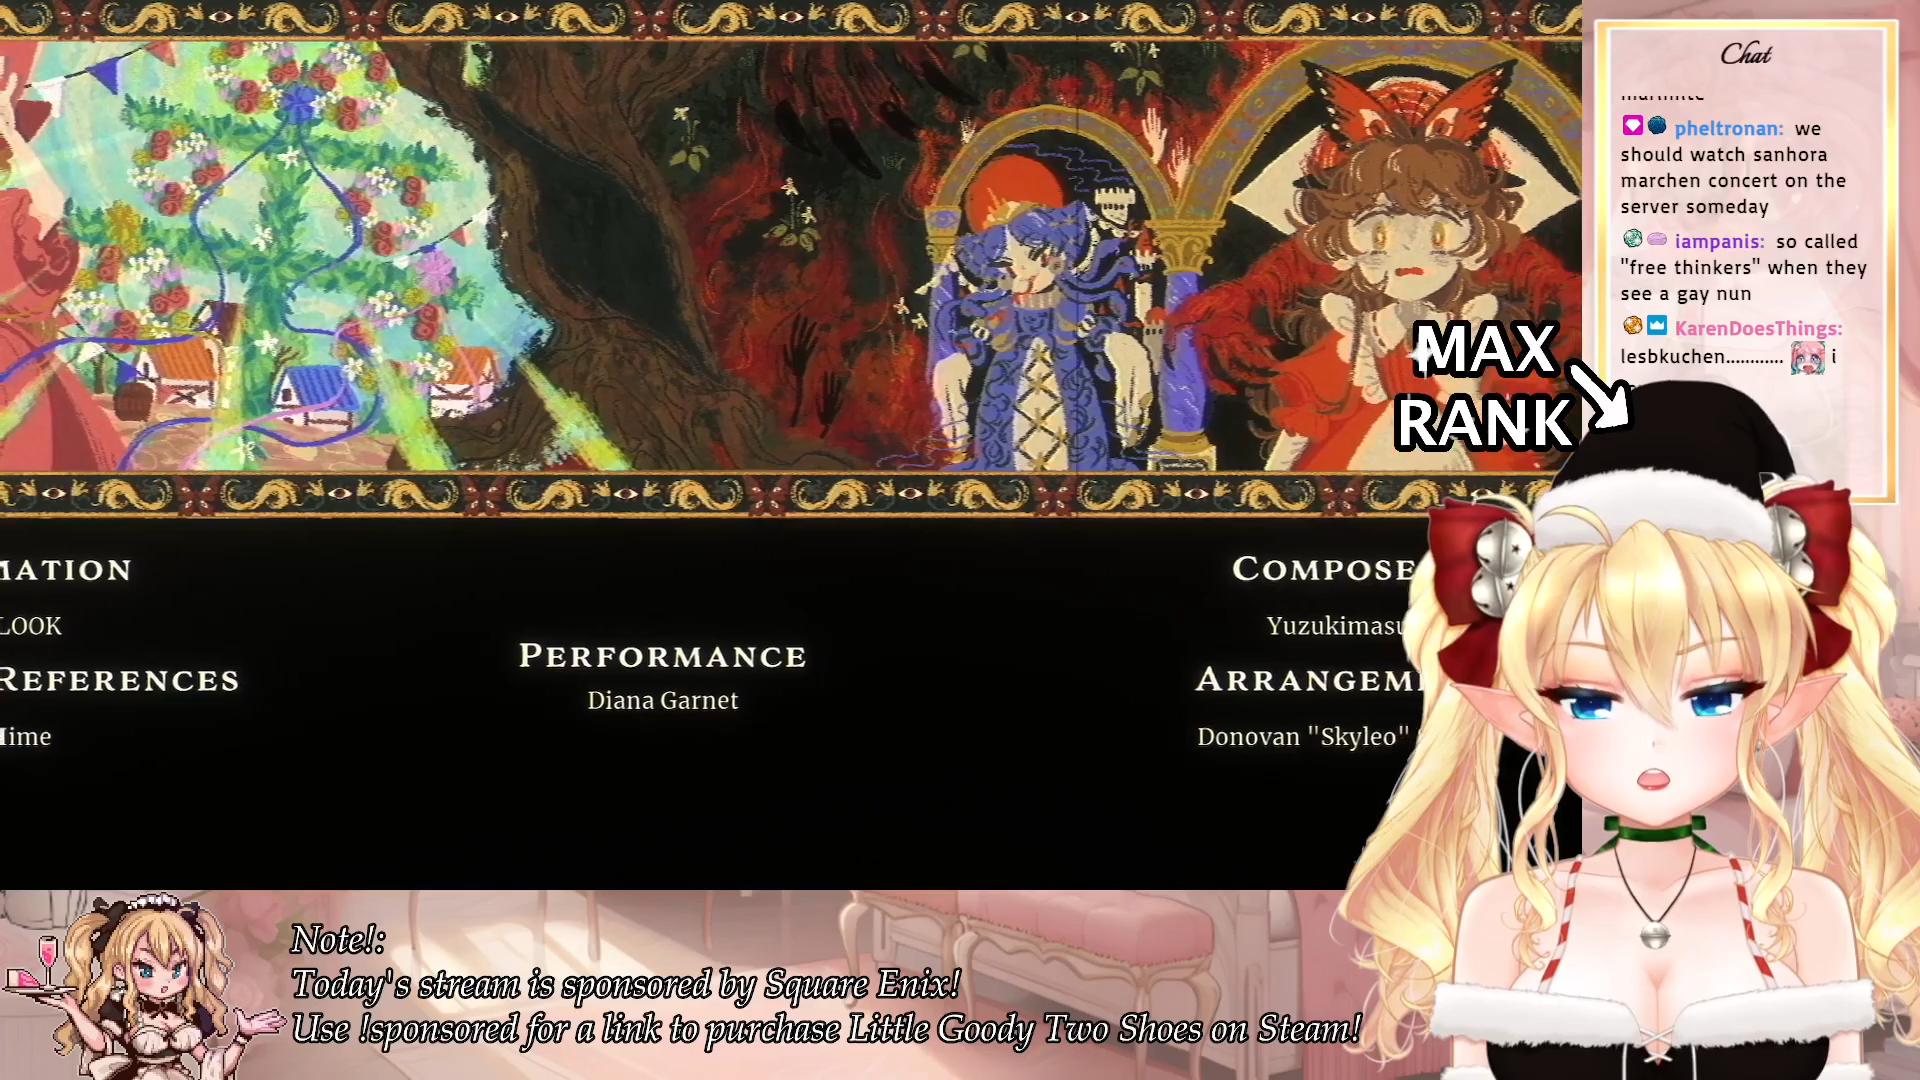 Chat
pheltronan: we
should watch sanhora
marchen concert on the
server someday
iampanis: so called
"free thinkers" when they
see a gay nun
KarenDoesThings:
lesbkuchen............ i
MAX
RANK
MATION
LOOK
REFERENCES
Hime
PERFORMANCE
Diana Garnet
COMPOSE
Yuzukimasu
ARRANGEM
Donovan "Skyleo"
Note!:
Today's stream is sponsored by Square Enix!
Use !sponsored for a link to purchase Little Goody Two Shoes on Steam!